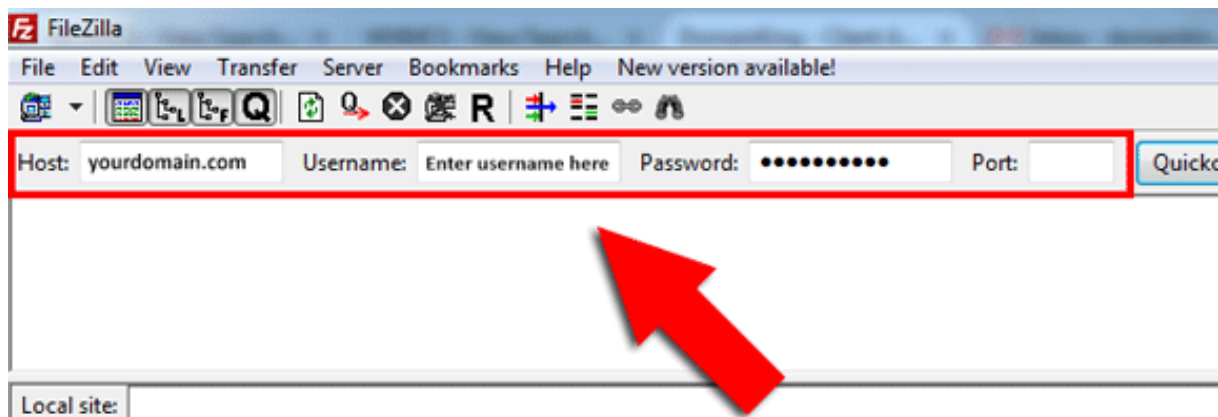 FileZilla
File Edit View Transfer Server Bookmarks Help New version available!
L F Q Q R
Host: yourdomain.com Username: Enter username here Password: •••••••••• Port: Quickc
Local site: